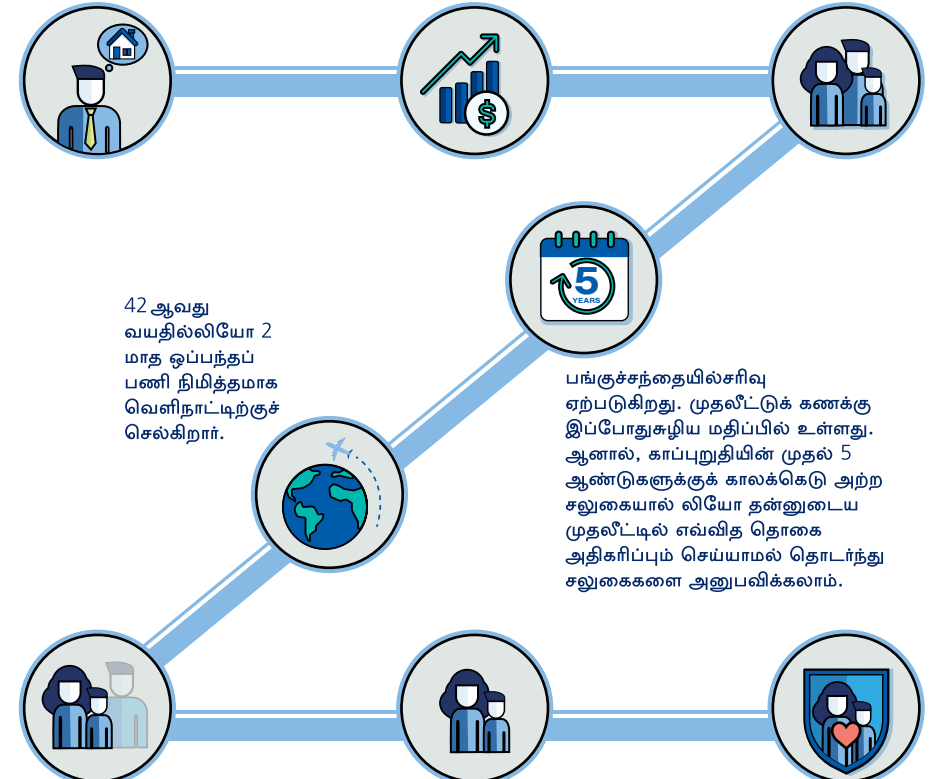 $
5
YEARS
42 ஆவது
வயதில்லியோ 2
மாத ஒப்பந்தப்
பணி நிமித்தமாக
வெளிநாட்டிற்குச்
செல்கிறார்.
பங்குச்சந்தையில்சரிவு
ஏற்படுகிறது. முதலீட்டுக் கணக்கு
இப்போதுசுழிய மதிப்பில் உள்ளது.
ஆனால், காப்புறுதியின் முதல் 5
ஆண்டுகளுக்குக் காலக்கெடு அற்ற
சலுகையால் லியோ தன்னுடைய
முதலீட்டில் எவ்வித தொகை
அதிகரிப்பும் செய்யாமல் தொடர்ந்து
சலுகைகளை அனுபவிக்கலாம்.